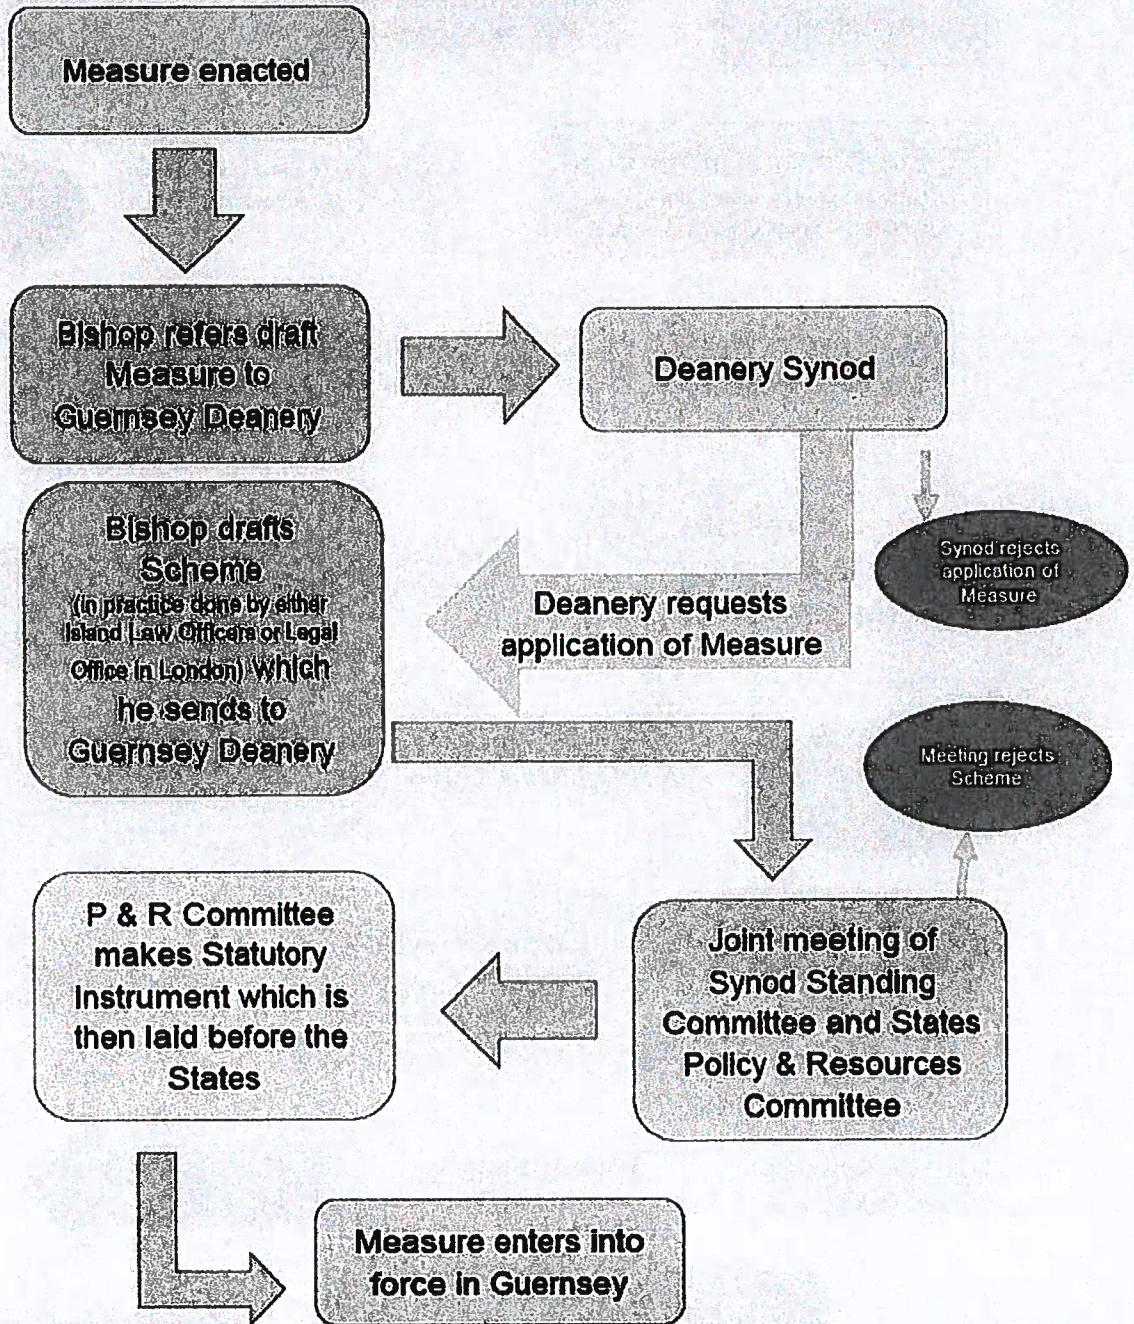 Measure enacted
Bishop refers draft
Measure to
Guernsey Deanery
Deanery Synod
Synod rejects
application of
Measure
Deanery requests
application of Measure
Bishop drafts
Scheme
(in practice done by either
Island Law Officers or Legal
Office in London) Which
he sends to
Guernsey Deanery
Meeting rejects
Scheme
Joint meeting of
Synod Standing
Committee and States
Policy & Resources
Committee
P & R Committee
makes Statutory
Instrument which is
then laid before the
States
Measure enters into
force in Guernsey